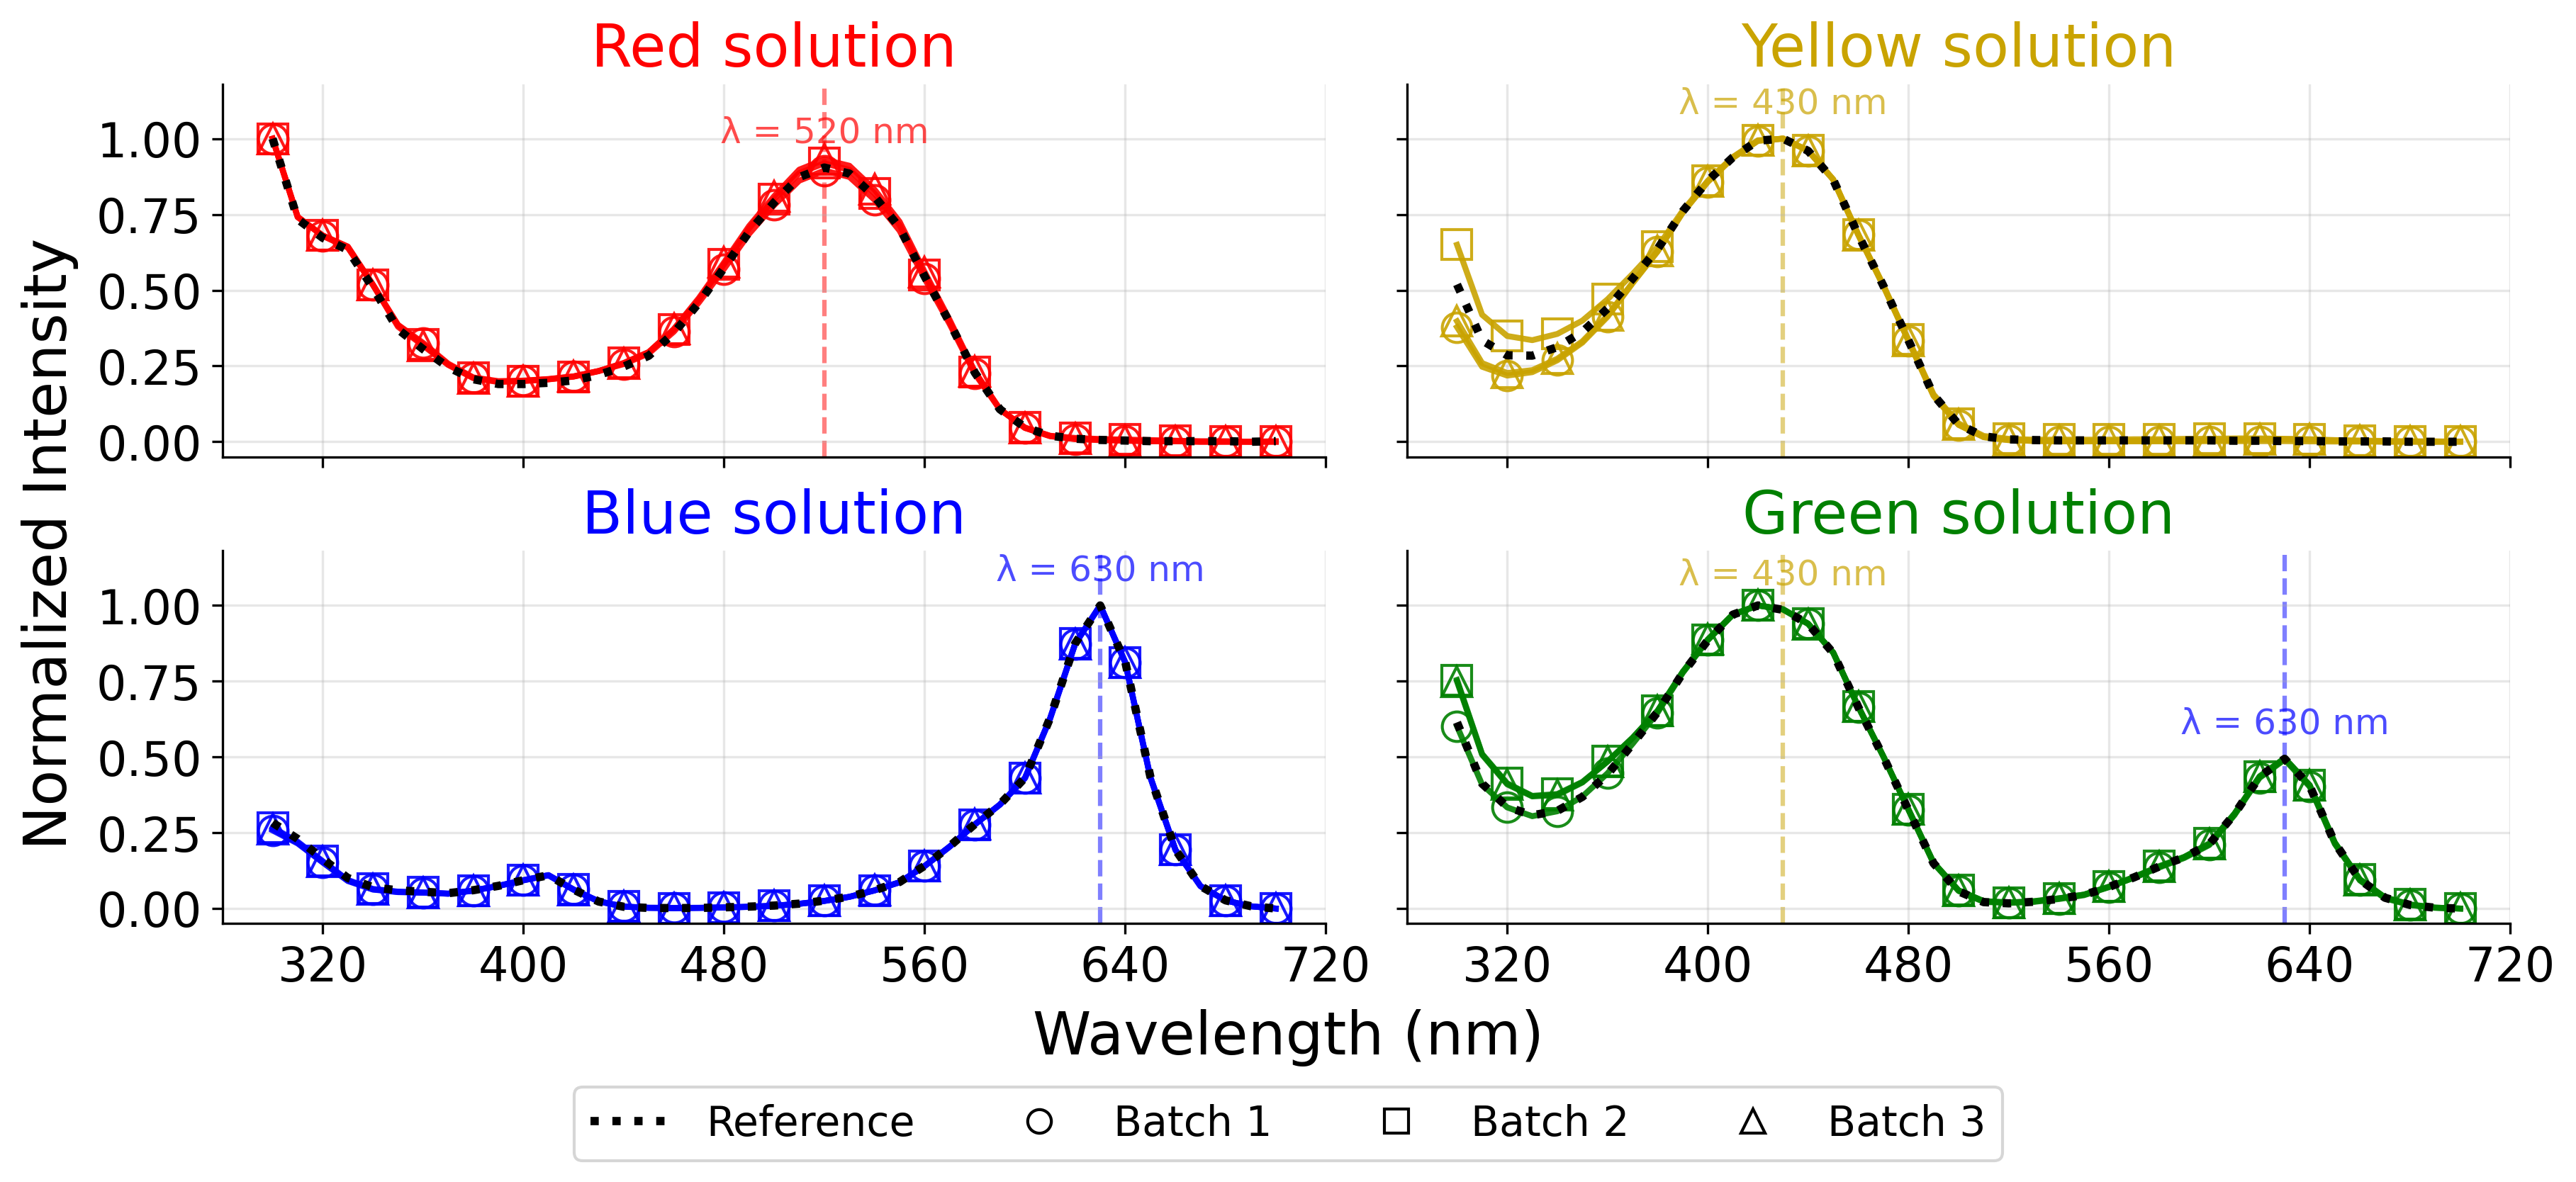 Red solution
Yellow solution
λ = 520 nm
λ = 430 nm
1.00
0.75
0.50
0.25
0.00
Blue solution
Green solution
λ = 630 nm
λ = 430 nm
λ = 630 nm
1.00
0.75
0.50
0.25
0.00
320 400 480 560 640 720
320 400 480 560 640 720
Normalized Intensity
Wavelength (nm)
Reference Batch 1 Batch 2 Batch 3